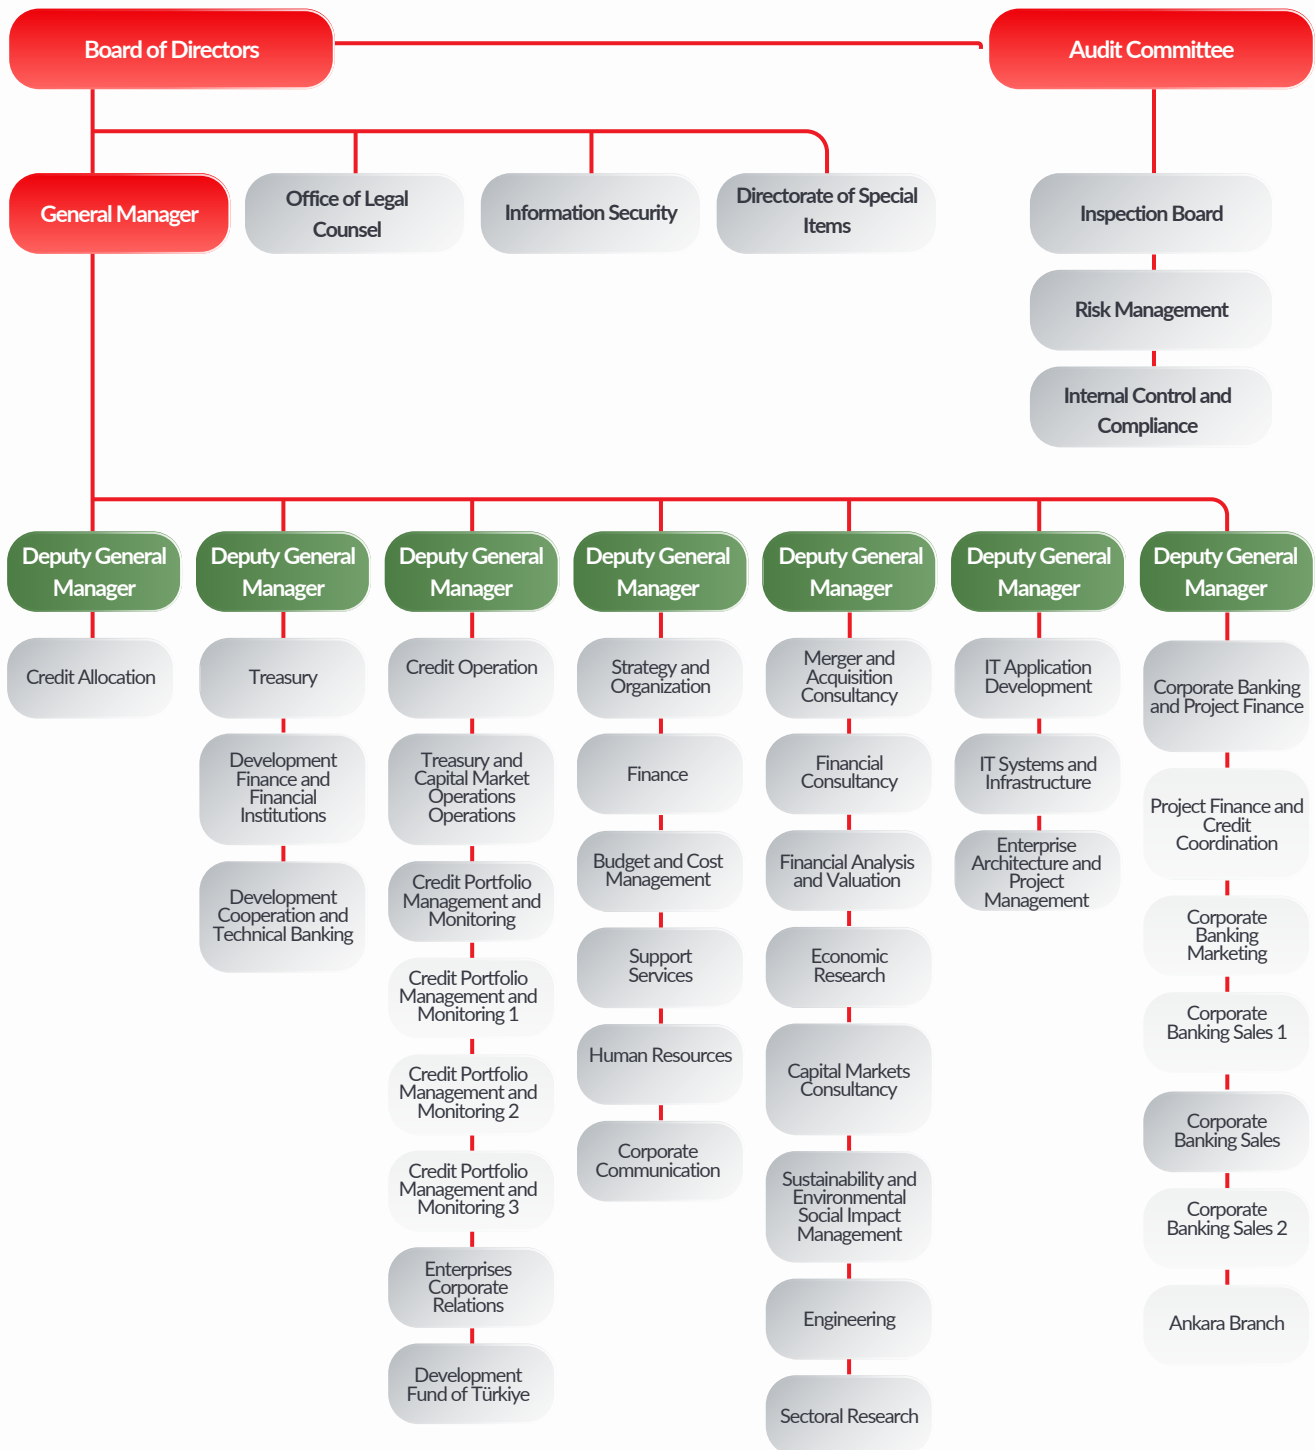 Board of Directors
Audit Committee
General Manager
Office of Legal
Counsel
Information Security
Directorate of Special
Items
Inspection Board
Risk Management
Internal Control and
Compliance
Deputy General
Manager
Credit Allocation
Deputy General
Manager
Treasury
Development
Finance and
Financial
Institutions
Development
Cooperation and
Technical Banking
Deputy General
Manager
Credit Operation
Treasury and
Capital Market
Operations
Operations
Credit Portfolio
Management and
Monitoring
Credit Portfolio
Management and
Monitoring 1
Credit Portfolio
Management and
Monitoring 2
Credit Portfolio
Management and
Monitoring 3
Enterprises
Corporate
Relations
Development
Fund of Türkiye
Deputy General
Manager
Strategy and
Organization
Finance
Budget and Cost
Management
Support
Services
Human Resources
Corporate
Communication
Deputy General
Manager
Merger and
Acquisition
Consultancy
Financial
Consultancy
Financial Analysis
and Valuation
Economic
Research
Capital Markets
Consultancy
Sustainability and
Environmental
Social Impact
Management
Engineering
Sectoral Research
Deputy General
Manager
IT Application
Development
IT Systems and
Infrastructure
Enterprise
Architecture and
Project
Management
Deputy General
Manager
Corporate Banking
and Project Finance
Project Finance and
Credit
Coordination
Corporate
Banking
Marketing
Corporate
Banking Sales 1
Corporate
Banking Sales
Corporate
Banking Sales 2
Ankara Branch